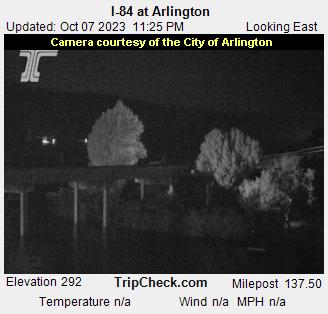 I-84 at Arlington
Updated: Oct 07 2023 11:25 PM Looking East
Camera courtesy of the City of Arlington
Elevation 292 TripCheck.com Milepost 137.50
Temperature n/a Wind n/a MPH n/a